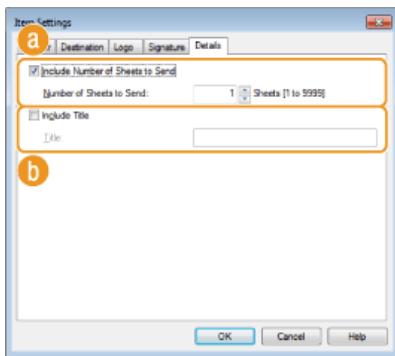 Item Settings
a
Destination Logo Signature Details
Include Number of Sheets to Send
Number of Sheets to Send: 1 Sheets [1 to 9999]
Include Title
Title:
b
OK Cancel Help